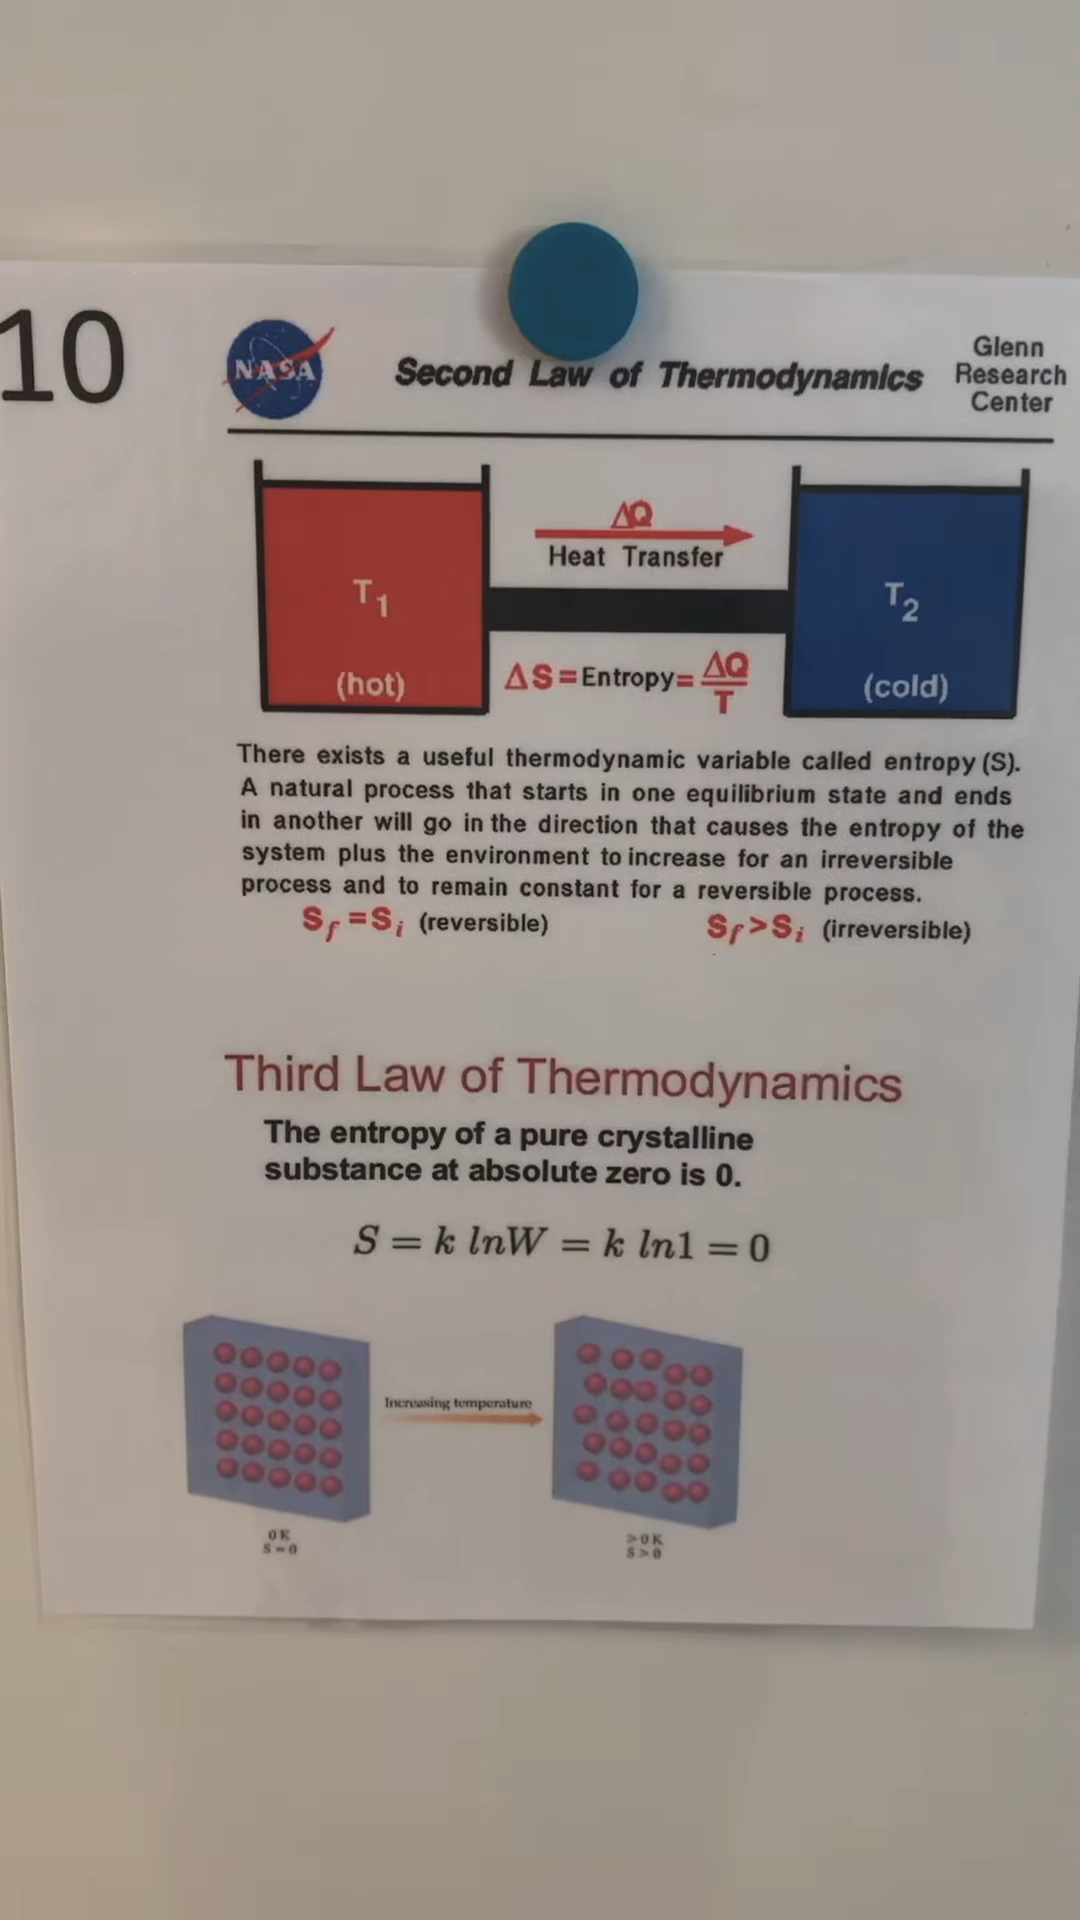 10
NASA
Second Law of Thermodynamics
Glenn
Research
Center
ΔQ
Heat Transfer
T1
(hot)
T2
(cold)
ΔS=Entropy=ΔQ/T
There exists a useful thermodynamic variable called entropy (S).
A natural process that starts in one equilibrium state and ends
in another will go in the direction that causes the entropy of the
system plus the environment to increase for an irreversible
process and to remain constant for a reversible process.
Sf =Si (reversible) Sf >Si (irreversible)
Third Law of Thermodynamics
The entropy of a pure crystalline
substance at absolute zero is 0.
S = k lnW = k ln1 = 0
Increasing temperature
0 K
S = 0
> 0 K
S > 0